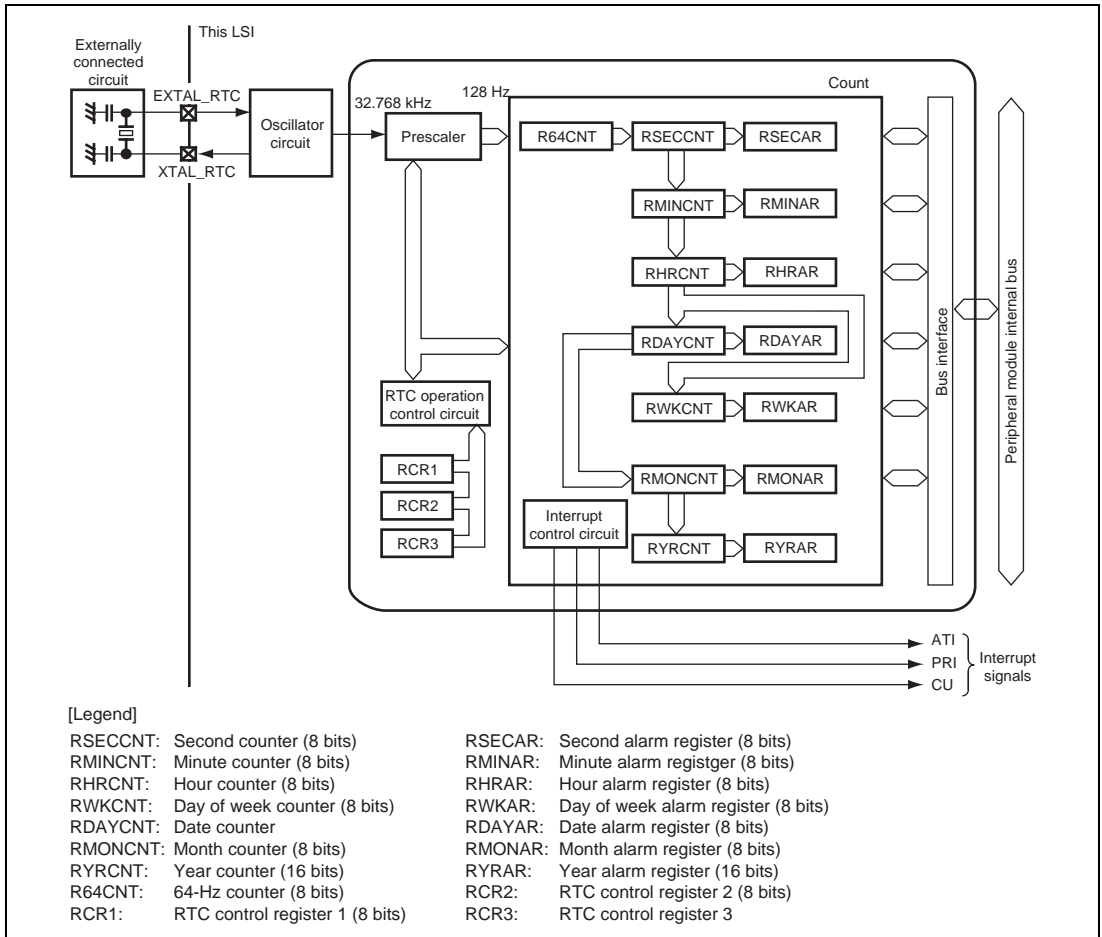 This LSI
Externally
connected
circuit
EXTAL_RTC
XTAL_RTC
Oscillator
circuit
32.768 kHz
Prescaler
128 Hz
Count
R64CNT
RSECCNT
RSECAR
RMINCNT
RMINAR
RHRCNT
RHRAR
RDAYCNT
RDAYAR
RWKCNT
RWKAR
RMONCNT
RMONAR
RYRCNT
RYRAR
RTC operation
control circuit
RCR1
RCR2
RCR3
Interrupt
control circuit
Bus interface
Peripheral module internal bus
ATI
PRI
CU
Interrupt
signals
[Legend]
RSECCNT: Second counter (8 bits) RSECAR: Second alarm register (8 bits)
RMINCNT: Minute counter (8 bits) RMINAR: Minute alarm registger (8 bits)
RHRCNT: Hour counter (8 bits) RHRAR: Hour alarm register (8 bits)
RWKCNT: Day of week counter (8 bits) RWKAR: Day of week alarm register (8 bits)
RDAYCNT: Date counter RDAYAR: Date alarm register (8 bits)
RMONCNT: Month counter (8 bits) RMONAR: Month alarm register (8 bits)
RYRCNT: Year counter (16 bits) RYRAR: Year alarm register (16 bits)
R64CNT: 64-Hz counter (8 bits) RCR2: RTC control register 2 (8 bits)
RCR1: RTC control register 1 (8 bits) RCR3: RTC control register 3